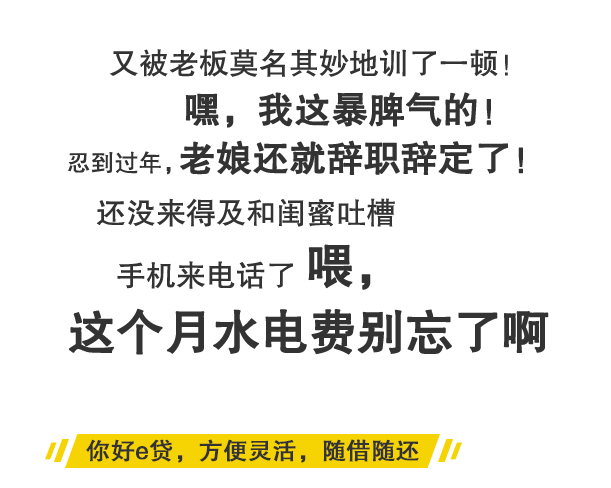 又被老板莫名其妙地训了一顿！
嘿，我这暴脾气的！
忍到过年，老娘还就辞职辞定了！
还没来得及和闺蜜吐槽
手机来电话了 喂，
这个月水电费别忘了啊
你好e贷，方便灵活，随借随还